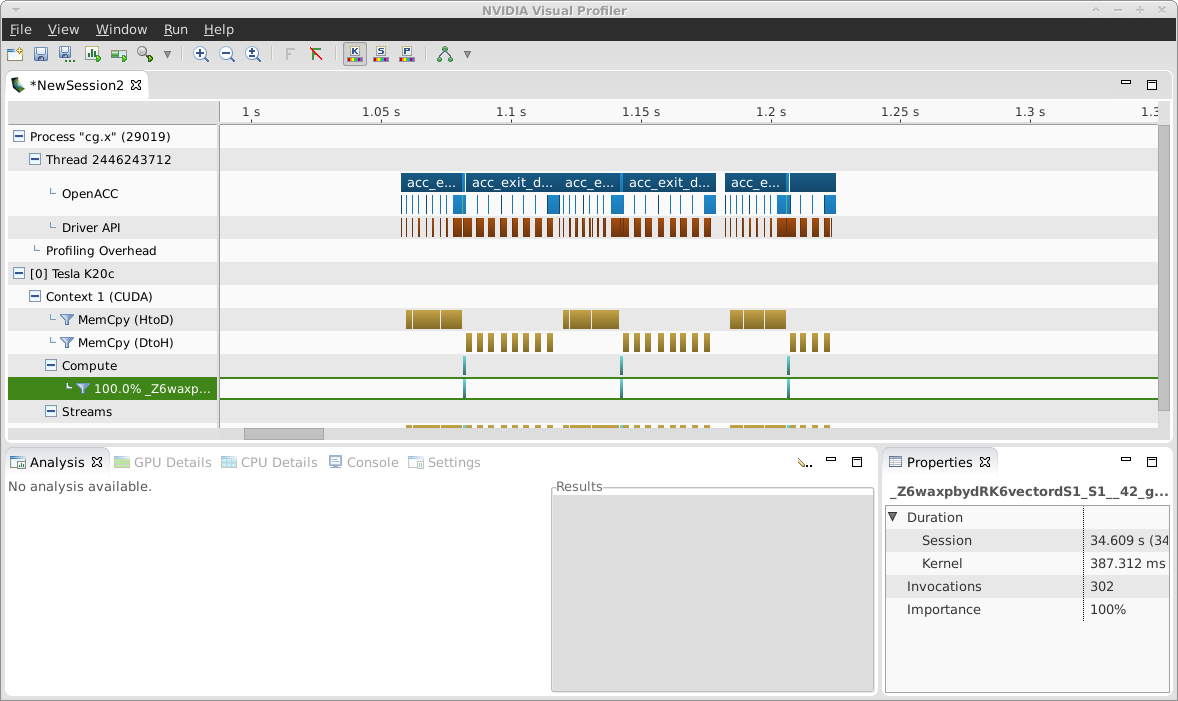 NVIDIA Visual Profiler
File View Window Run Help
K S P
F
*NewSession2
1 s 1.05 s 1.1 s 1.15 s 1.2 s 1.25 s 1.3 s 1.3
Process "cg.x" (29019)
Thread 2446243712
OpenACC
acc_e... acc_exit_d... acc_e... acc_exit_d... acc_e...
Driver API
Profiling Overhead
[0] Tesla K20c
Context 1 (CUDA)
MemCpy (HtoD)
MemCpy (DtoH)
Compute
100.0% _Z6waxp...
Streams
Analysis GPU Details CPU Details Console Settings
No analysis available.
Results
Properties
_Z6waxpbydRK6vectordS1_S1__42_g...
Duration
Session 34.609 s (34
Kernel 387.312 ms
Invocations 302
Importance 100%